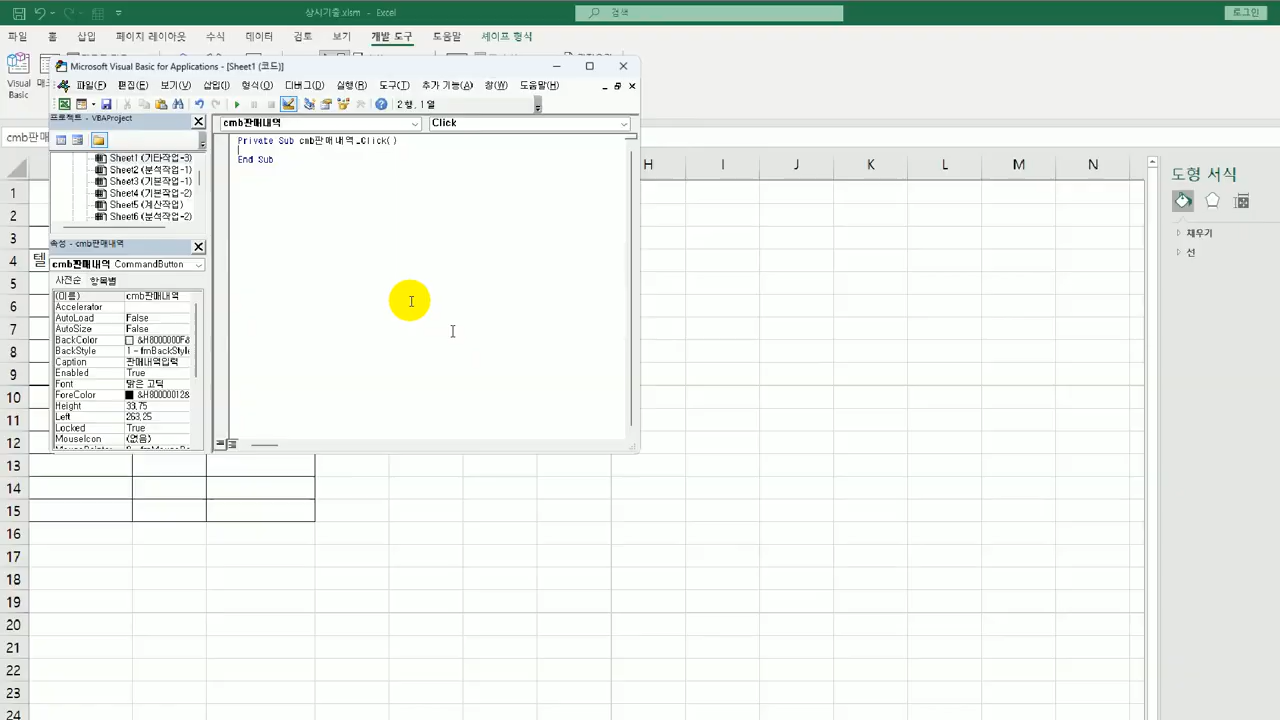 상시기출.xlsm - Excel
검색
로그인
파일 홈 삽입 페이지 레이아웃 수식 데이터 검토 보기 개발 도구 도움말 셰이프 형식
Visual
Basic
Microsoft Visual Basic for Applications - [Sheet1 (코드)]
파일(F) 편집(E) 보기(V) 삽입(I) 형식(O) 디버그(D) 실행(R) 도구(T) 추가 기능(A) 창(W) 도움말(H)
2 행, 1 열
프로젝트 - VBAProject
Sheet1 (기타작업-3)
Sheet2 (분석작업-1)
Sheet3 (기본작업-1)
Sheet4 (기본작업-2)
Sheet5 (계산작업)
Sheet6 (분석작업-2)
속성 - cmb판매내역
cmb판매내역 CommandButton
사전순 항목별
(이름) cmb판매내역
Accelerator
AutoLoad False
AutoSize False
BackColor &H8000000F&
BackStyle 1 - fmBackStyl
Caption 판매내역입력
Enabled True
Font 맑은 고딕
ForeColor &H80000012&
Height 33,75
Left 263,25
Locked True
MouseIcon (없음)
cmb판매내역 Click
Private Sub cmb판매내역_Click()
End Sub
cmb판매
H I J K L M N
1
2
3
4 텔
5
6
7
8
9
10
11
12
13
14
15
16
17
18
19
20
21
22
23
24
도형 서식
채우기
선